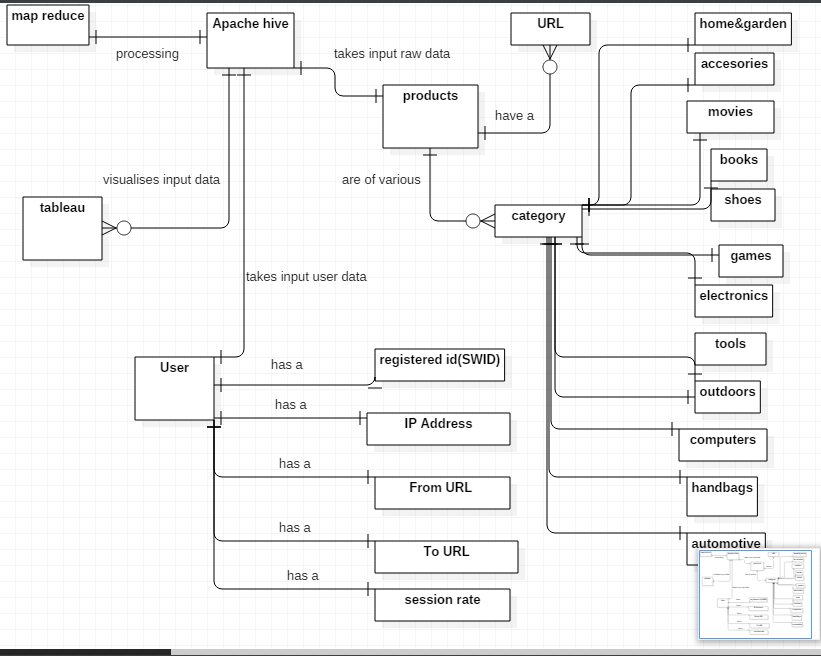 map reduce
Apache hive
URL
home&garden
processing
takes input raw data
accesories
products
movies
have a
books
visualises input data
are of various
shoes
tableau
category
games
takes input user data
electronics
tools
User
has a
registered id(SWID)
outdoors
has a
IP Address
computers
has a
From URL
handbags
has a
To URL
automotive
has a
session rate